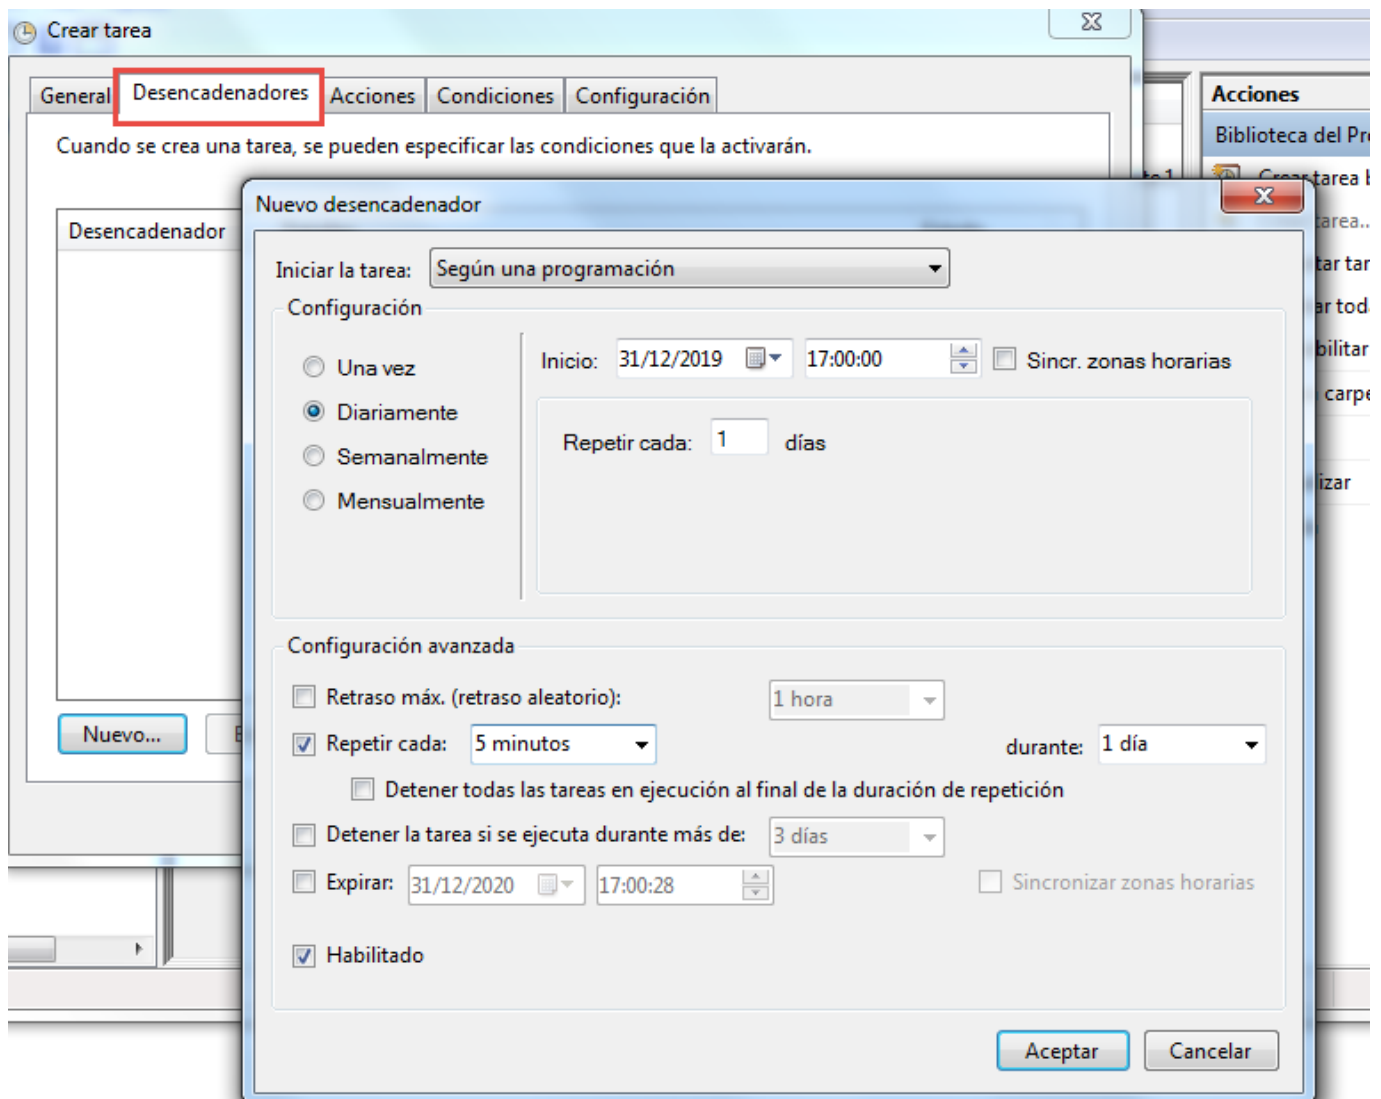 Crear tarea
General Desencadenadores Acciones Condiciones Configuración
Cuando se crea una tarea, se pueden especificar las condiciones que la activarán.
Desencadenador
Nuevo...
Acciones
Biblioteca del
Crear tarea
tarea...
Nuevo desencadenador
Iniciar la tarea: Según una programación
Configuración
Una vez
Diariamente
Semanalmente
Mensualmente
Inicio: 31/12/2019 17:00:00 Sincr. zonas horarias
Repetir cada: 1 días
Configuración avanzada
Retraso máx. (retraso aleatorio): 1 hora
Repetir cada: 5 minutos durante: 1 día
Detener todas las tareas en ejecución al final de la duración de repetición
Detener la tarea si se ejecuta durante más de: 3 días
Expirar: 31/12/2020 17:00:28 Sincronizar zonas horarias
Habilitado
Aceptar Cancelar